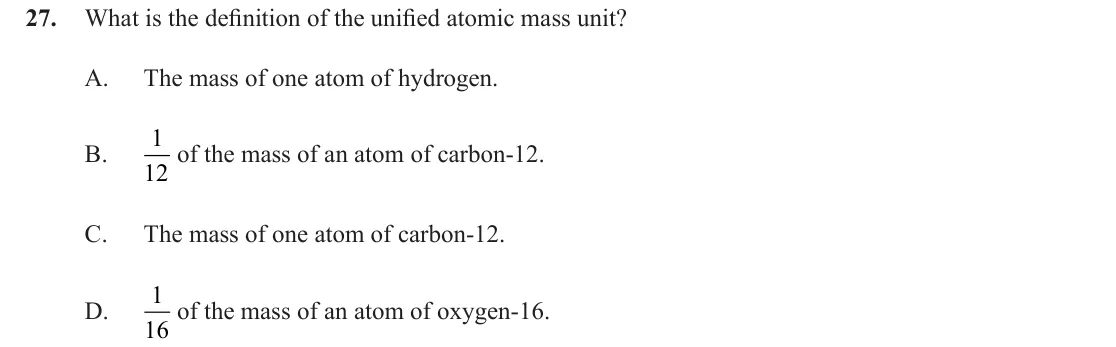 27. What is the definition of the unified atomic mass unit?
A. The mass of one atom of hydrogen.
B. 1/12 of the mass of an atom of carbon-12.
C. The mass of one atom of carbon-12.
D. 1/16 of the mass of an atom of oxygen-16.